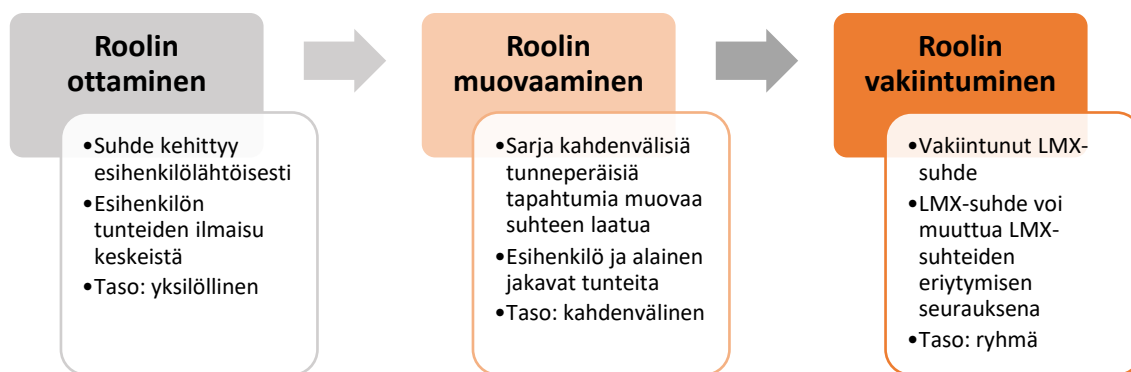 Roolin
ottaminen
•Suhde kehittyy
esihenkilölähtöisesti
•Esihenkilön
tunteiden ilmaisu
keskeistä
•Taso: yksilöllinen
Roolin
muovaaminen
•Sarja kahdenvälisiä
tunneperäisiä
tapahtumia muovaa
suhteen laatua
•Esihenkilö ja alainen
jakavat tunteita
•Taso: kahdenvälinen
Roolin
vakiintuminen
•Vakiintunut LMX-
suhde
•LMX-suhde voi
muuttua LMX-
suhteiden
eriytymisen
seurauksena
•Taso: ryhmä